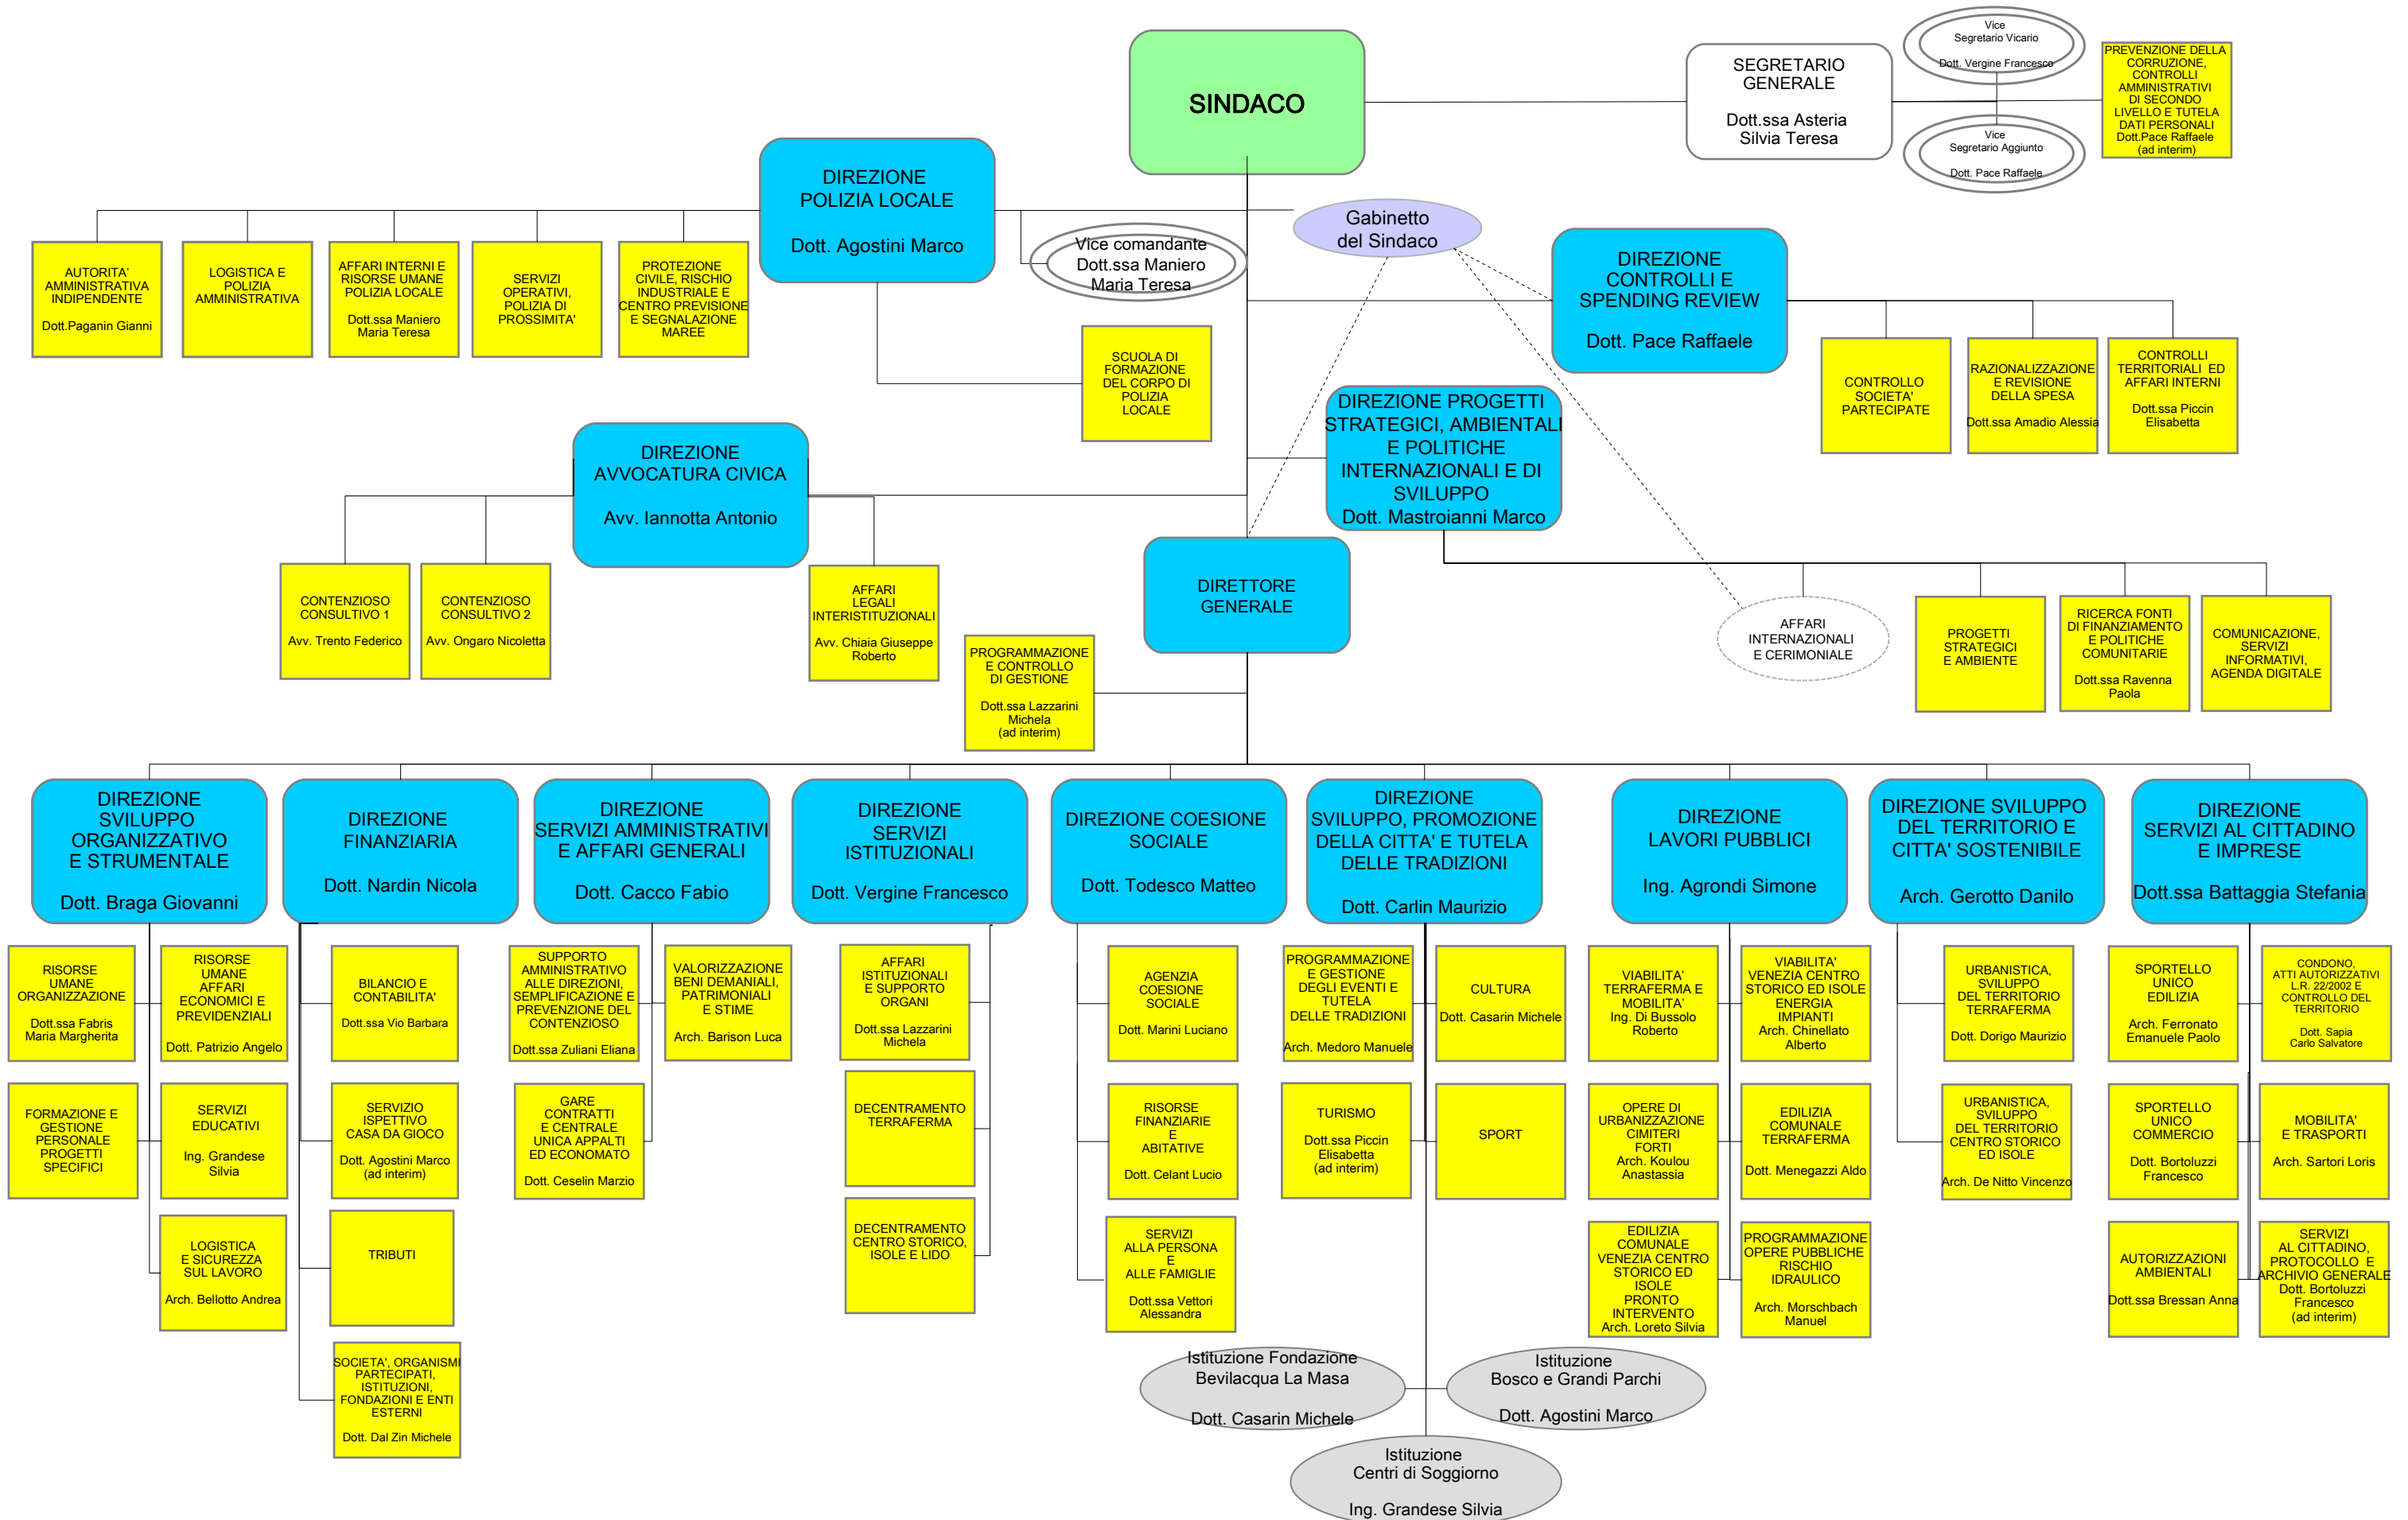 SINDACO
SEGRETARIO
GENERALE
Dott.ssa Asteria
Silvia Teresa
Vice
Segretario Vicario
Dott. Vergine Francesco
Vice
Segretario Aggiunto
Dott. Pace Raffaele
PREVENZIONE DELLA
CORRUZIONE,
CONTROLLI
AMMINISTRATIVI
DI SECONDO
LIVELLO E TUTELA
DATI PERSONALI
Dott.Pace Raffaele
(ad interim)
DIREZIONE
POLIZIA LOCALE
Dott. Agostini Marco
Vice comandante
Dott.ssa Maniero
Maria Teresa
Gabinetto
del Sindaco
AUTORITA'
AMMINISTRATIVA
INDIPENDENTE
Dott.Paganin Gianni
LOGISTICA E
POLIZIA
AMMINISTRATIVA
AFFARI INTERNI E
RISORSE UMANE
POLIZIA LOCALE
Dott.ssa Maniero
Maria Teresa
SERVIZI
OPERATIVI,
POLIZIA DI
PROSSIMITA'
PROTEZIONE
CIVILE, RISCHIO
INDUSTRIALE E
CENTRO PREVISIONE
E SEGNALAZIONE
MAREE
SCUOLA DI
FORMAZIONE
DEL CORPO DI
POLIZIA
LOCALE
DIREZIONE
CONTROLLI E
SPENDING REVIEW
Dott. Pace Raffaele
CONTROLLO
SOCIETA'
PARTECIPATE
RAZIONALIZZAZIONE
E REVISIONE
DELLA SPESA
Dott.ssa Amadio Alessia
CONTROLLI
TERRITORIALI ED
AFFARI INTERNI
Dott.ssa Piccin
Elisabetta
DIREZIONE
AVVOCATURA CIVICA
Avv. Iannotta Antonio
CONTENZIOSO
CONSULTIVO 1
Avv. Trento Federico
CONTENZIOSO
CONSULTIVO 2
Avv. Ongaro Nicoletta
AFFARI
LEGALI
INTERISTITUZIONALI
Avv. Chiaia Giuseppe
Roberto
DIREZIONE PROGETTI
STRATEGICI, AMBIENTALI
E POLITICHE
INTERNAZIONALI E DI
SVILUPPO
Dott. Mastroianni Marco
AFFARI
INTERNAZIONALI
E CERIMONIALE
PROGETTI
STRATEGICI
E AMBIENTE
RICERCA FONTI
DI FINANZIAMENTO
E POLITICHE
COMUNITARIE
Dott.ssa Ravenna
Paola
COMUNICAZIONE,
SERVIZI
INFORMATIVI,
AGENDA DIGITALE
DIRETTORE
GENERALE
PROGRAMMAZIONE
E CONTROLLO
DI GESTIONE
Dott.ssa Lazzarini
Michela
(ad interim)
DIREZIONE
SVILUPPO
ORGANIZZATIVO
E STRUMENTALE
Dott. Braga Giovanni
RISORSE
UMANE
ORGANIZZAZIONE
Dott.ssa Fabris
Maria Margherita
RISORSE
UMANE
AFFARI
ECONOMICI E
PREVIDENZIALI
Dott. Patrizio Angelo
FORMAZIONE E
GESTIONE
PERSONALE
PROGETTI
SPECIFICI
SERVIZI
EDUCATIVI
Ing. Grandese
Silvia
LOGISTICA
E SICUREZZA
SUL LAVORO
Arch. Bellotto Andrea
DIREZIONE
FINANZIARIA
Dott. Nardin Nicola
BILANCIO E
CONTABILITA'
Dott.ssa Vio Barbara
SERVIZIO
ISPETTIVO
CASA DA GIOCO
Dott. Agostini Marco
(ad interim)
TRIBUTI
SOCIETA', ORGANISMI
PARTECIPATI,
ISTITUZIONI,
FONDAZIONI E ENTI
ESTERNI
Dott. Dal Zin Michele
DIREZIONE
SERVIZI AMMINISTRATIVI
E AFFARI GENERALI
Dott. Cacco Fabio
SUPPORTO
AMMINISTRATIVO
ALLE DIREZIONI,
SEMPLIFICAZIONE E
PREVENZIONE DEL
CONTENZIOSO
Dott.ssa Zuliani Eliana
VALORIZZAZIONE
BENI DEMANIALI,
PATRIMONIALI
E STIME
Arch. Barison Luca
GARE
CONTRATTI
E CENTRALE
UNICA APPALTI
ED ECONOMATO
Dott. Ceselin Marzio
DIREZIONE
SERVIZI
ISTITUZIONALI
Dott. Vergine Francesco
AFFARI
ISTITUZIONALI
E SUPPORTO
ORGANI
Dott.ssa Lazzarini
Michela
DECENTRAMENTO
TERRAFERMA
DECENTRAMENTO
CENTRO STORICO,
ISOLE E LIDO
DIREZIONE COESIONE
SOCIALE
Dott. Todesco Matteo
AGENZIA
COESIONE
SOCIALE
Dott. Marini Luciano
RISORSE
FINANZIARIE
E
ABITATIVE
Dott. Celant Lucio
SERVIZI
ALLA PERSONA
E
ALLE FAMIGLIE
Dott.ssa Vettori
Alessandra
DIREZIONE
SVILUPPO, PROMOZIONE
DELLA CITTA' E TUTELA
DELLE TRADIZIONI
Dott. Carlin Maurizio
PROGRAMMAZIONE
E GESTIONE
DEGLI EVENTI E
TUTELA
DELLE TRADIZIONI
Arch. Medoro Manuele
CULTURA
Dott. Casarin Michele
TURISMO
Dott.ssa Piccin
Elisabetta
(ad interim)
SPORT
Istituzione Fondazione
Bevilacqua La Masa
Dott. Casarin Michele
Istituzione
Bosco e Grandi Parchi
Dott. Agostini Marco
Istituzione
Centri di Soggiorno
Ing. Grandese Silvia
DIREZIONE
LAVORI PUBBLICI
Ing. Agrondi Simone
VIABILITA'
TERRAFERMA E
MOBILITA'
Ing. Di Bussolo
Roberto
VIABILITA'
VENEZIA CENTRO
STORICO ED ISOLE
ENERGIA
IMPIANTI
Arch. Chinellato
Alberto
OPERE DI
URBANIZZAZIONE
CIMITERI
FORTI
Arch. Koulou
Anastassia
EDILIZIA
COMUNALE
TERRAFERMA
Dott. Menegazzi Aldo
EDILIZIA
COMUNALE
VENEZIA CENTRO
STORICO ED
ISOLE
PRONTO
INTERVENTO
Arch. Loreto Silvia
PROGRAMMAZIONE
OPERE PUBBLICHE
RISCHIO
IDRAULICO
Arch. Morschbach
Manuel
DIREZIONE SVILUPPO
DEL TERRITORIO E
CITTA' SOSTENIBILE
Arch. Gerotto Danilo
URBANISTICA,
SVILUPPO
DEL TERRITORIO
TERRAFERMA
Dott. Dorigo Maurizio
URBANISTICA,
SVILUPPO
DEL TERRITORIO
CENTRO STORICO
ED ISOLE
Arch. De Nitto Vincenzo
DIREZIONE
SERVIZI AL CITTADINO
E IMPRESE
Dott.ssa Battaggia Stefania
SPORTELLO
UNICO
EDILIZIA
Arch. Ferronato
Emanuele Paolo
CONDONO,
ATTI AUTORIZZATIVI
L.R. 22/2002 E
CONTROLLO DEL
TERRITORIO
Dott. Sapia
Carlo Salvatore
SPORTELLO
UNICO
COMMERCIO
Dott. Bortoluzzi
Francesco
MOBILITA'
E TRASPORTI
Arch. Sartori Loris
AUTORIZZAZIONI
AMBIENTALI
Dott.ssa Bressan Anna
SERVIZI
AL CITTADINO,
PROTOCOLLO E
ARCHIVIO GENERALE
Dott. Bortoluzzi
Francesco
(ad interim)